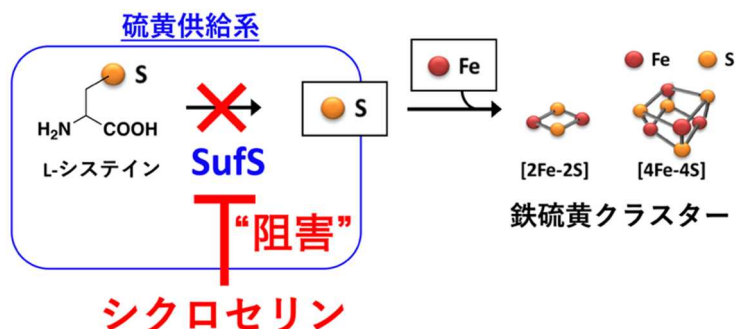 硫黄供給系
S
H₂N
COOH
L-システイン
SufS
S
Fe
Fe
S
[2Fe-2S]
[4Fe-4S]
鉄硫黄クラスター
“阻害”
シクロセリン